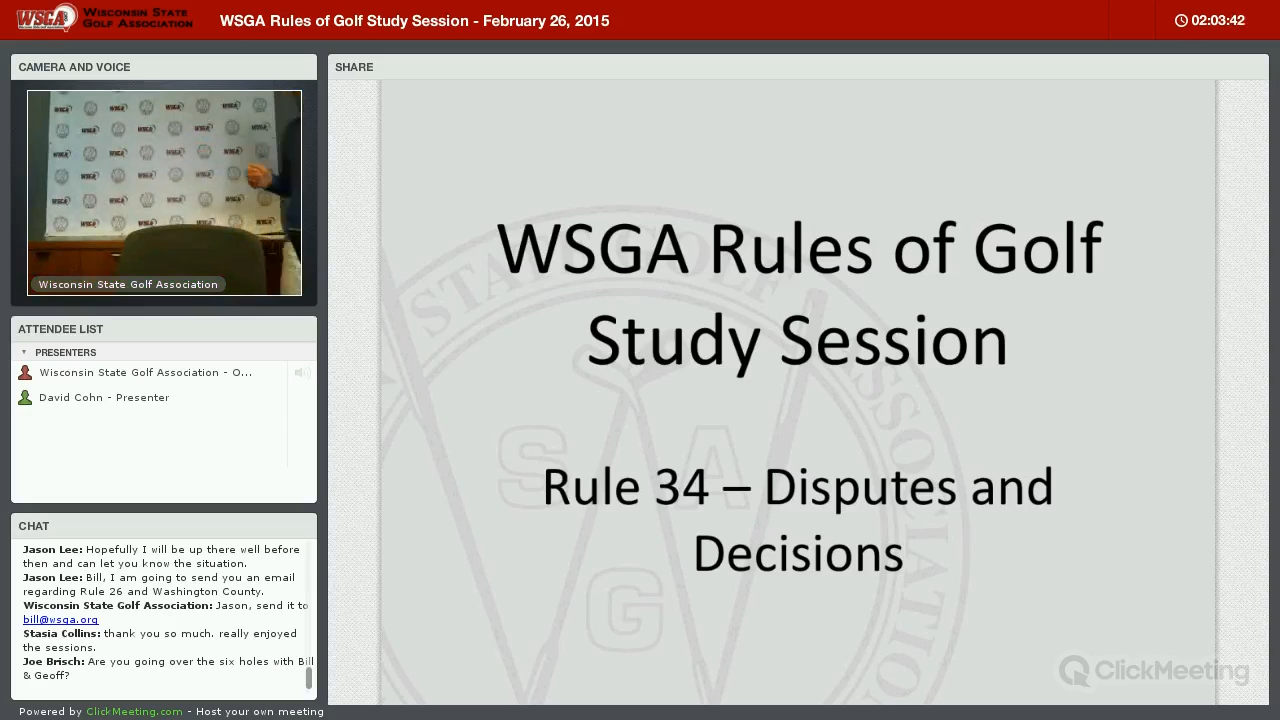 WSGA
WISCONSIN STATE
GOLF ASSOCIATION
WSGA Rules of Golf Study Session - February 26, 2015
02:03:42
CAMERA AND VOICE
Wisconsin State Golf Association
ATTENDEE LIST
PRESENTERS
Wisconsin State Golf Association - O...
David Cohn - Presenter
CHAT
Jason Lee: Hopefully I will be up there well before
then and can let you know the situation.
Jason Lee: Bill, I am going to send you an email
regarding Rule 26 and Washington County.
Wisconsin State Golf Association: Jason, send it to
bill@wsga.org
Stasia Collins: thank you so much. really enjoyed
the sessions.
Joe Brisch: Are you going over the six holes with Bill
& Geoff?
Powered by ClickMeeting.com - Host your own meeting
SHARE
WSGA Rules of Golf
Study Session
Rule 34 – Disputes and
Decisions
S A
G
ClickMeeting